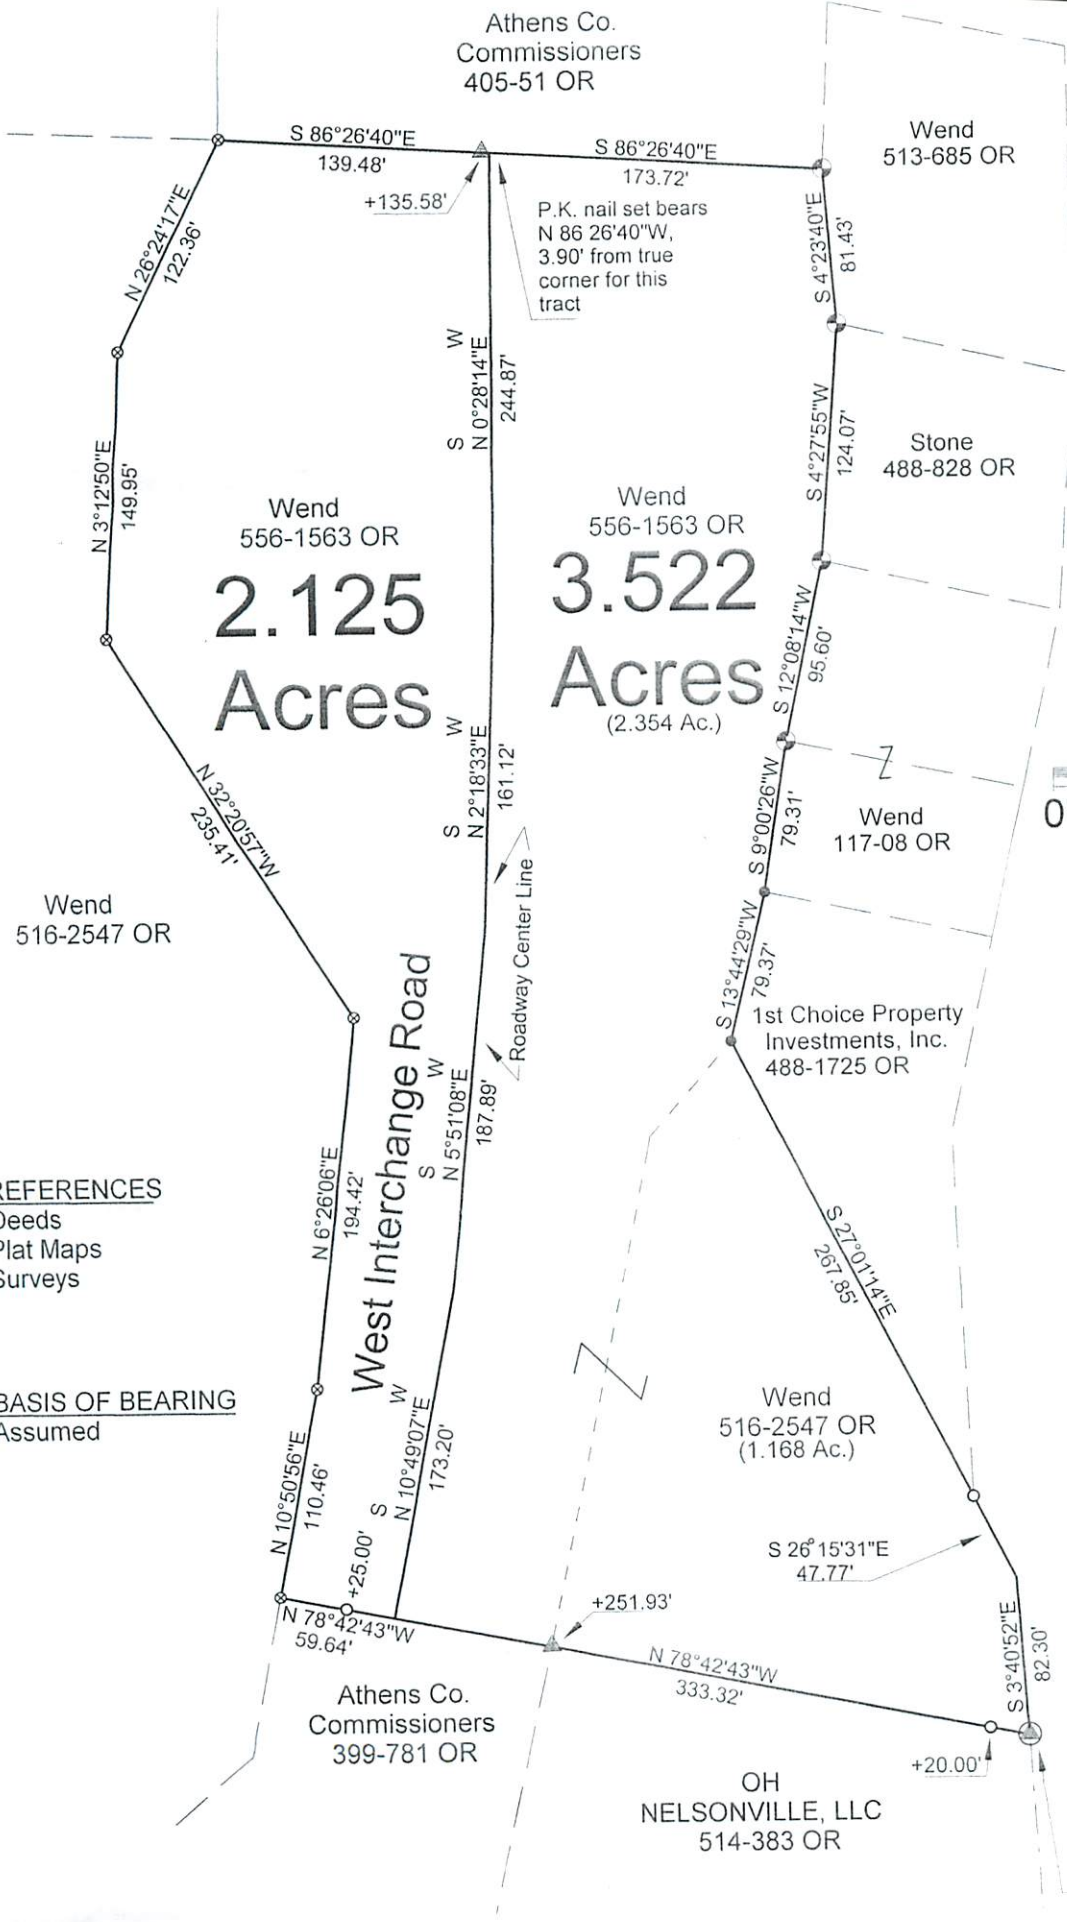 Athens Co.
Commissioners
405-51 OR
Wend
513-685 OR
S 86°26'40"E
139.48'
S 86°26'40"E
173.72'
+135.58'
P.K. nail set bears
N 86 26'40"W,
3.90' from true
corner for this
tract
N 26°24'17"E
122.36'
S 4°23'40"E
81.43'
S W
N 0°28'14"E
244.87'
S 4°27'55"W
124.07'
Stone
488-828 OR
N 3°12'50"E
149.95'
Wend
556-1563 OR
2.125
Acres
Wend
556-1563 OR
3.522
Acres
(2.354 Ac.)
S 12°08'14"W
95.60'
S W
N 2°18'33"E
161.12'
S 9°00'26"W
79.31'
Wend
117-08 OR
0
N 32°20'57"W
235.41'
Wend
516-2547 OR
Roadway Center Line
S 13°44'29"W
79.37'
1st Choice Property
Investments, Inc.
488-1725 OR
West Interchange Road
S W
N 5°51'08"E
187.89'
N 6°26'06"E
194.42'
REFERENCES
Deeds
Plat Maps
Surveys
S 27°01'14"E
267.85'
BASIS OF BEARING
Assumed
Wend
516-2547 OR
(1.168 Ac.)
S W
N 10°49'07"E
173.20'
N 10°50'56"E
110.46'
+25.00'
S 26°15'31"E
47.77'
+251.93'
N 78°42'43"W
59.64'
N 78°42'43"W
333.32'
S 3°40'52"E
82.30'
+20.00'
Athens Co.
Commissioners
399-781 OR
OH
NELSONVILLE, LLC
514-383 OR